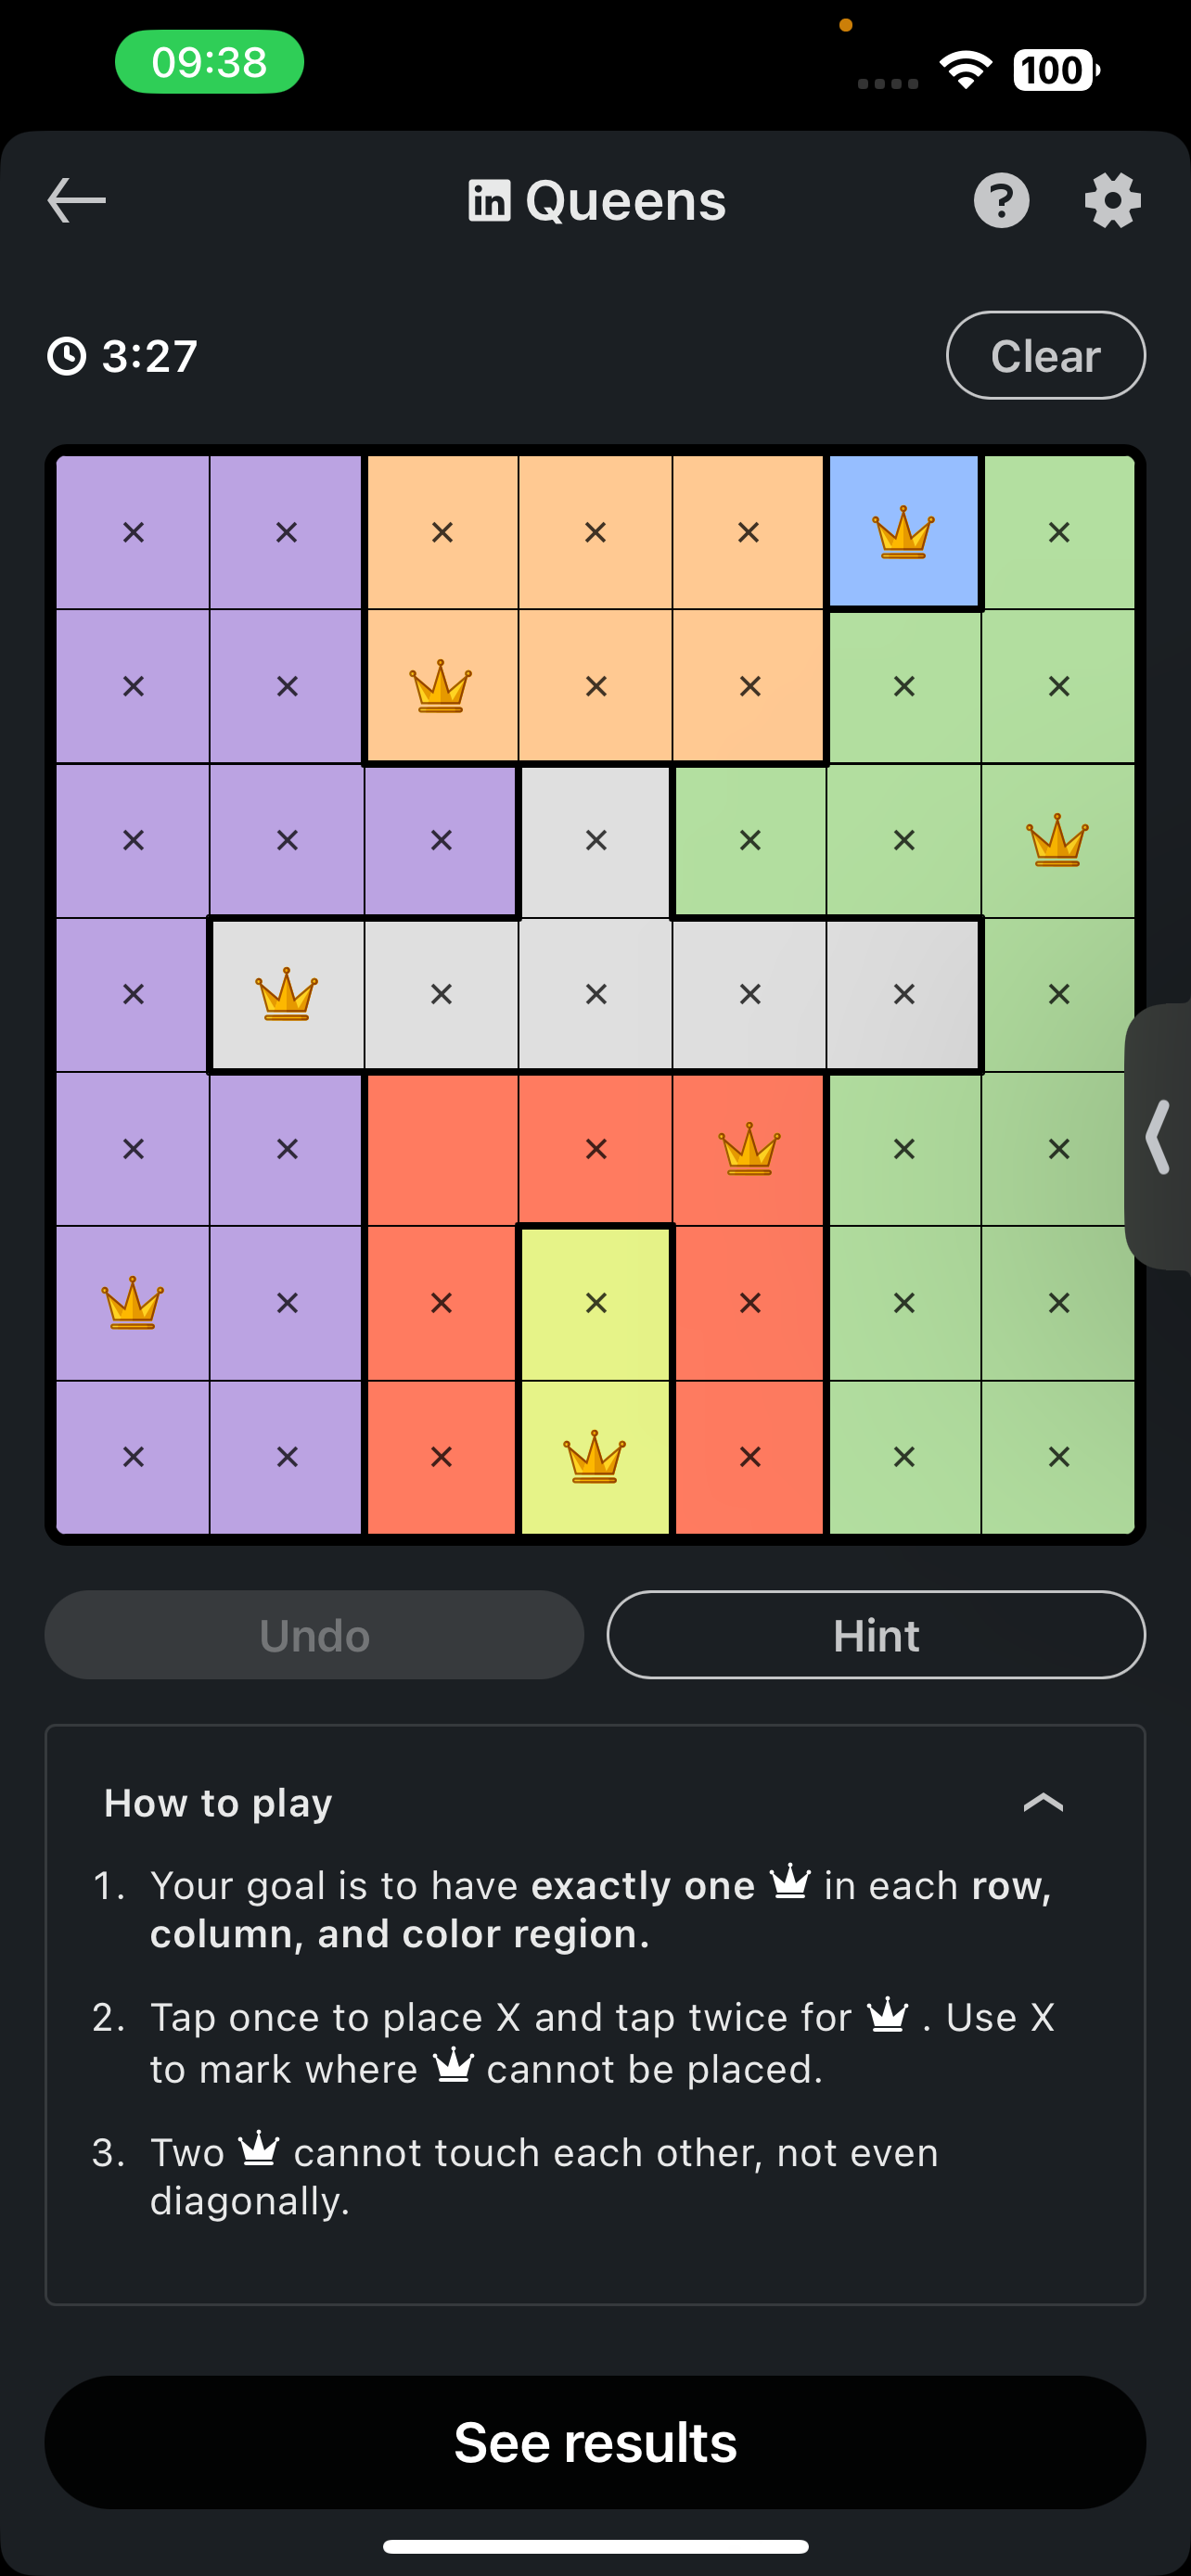 09:38
100
in Queens
?
3:27
Clear
× × × × × ×
× × × × × ×
× × × × × ×
× × × × × ×
× × × × ×
× × × × × ×
× × × × × ×
Undo
Hint
How to play
1. Your goal is to have exactly one in each row,
column, and color region.
2. Tap once to place X and tap twice for . Use X
to mark where cannot be placed.
3. Two cannot touch each other, not even
diagonally.
See results